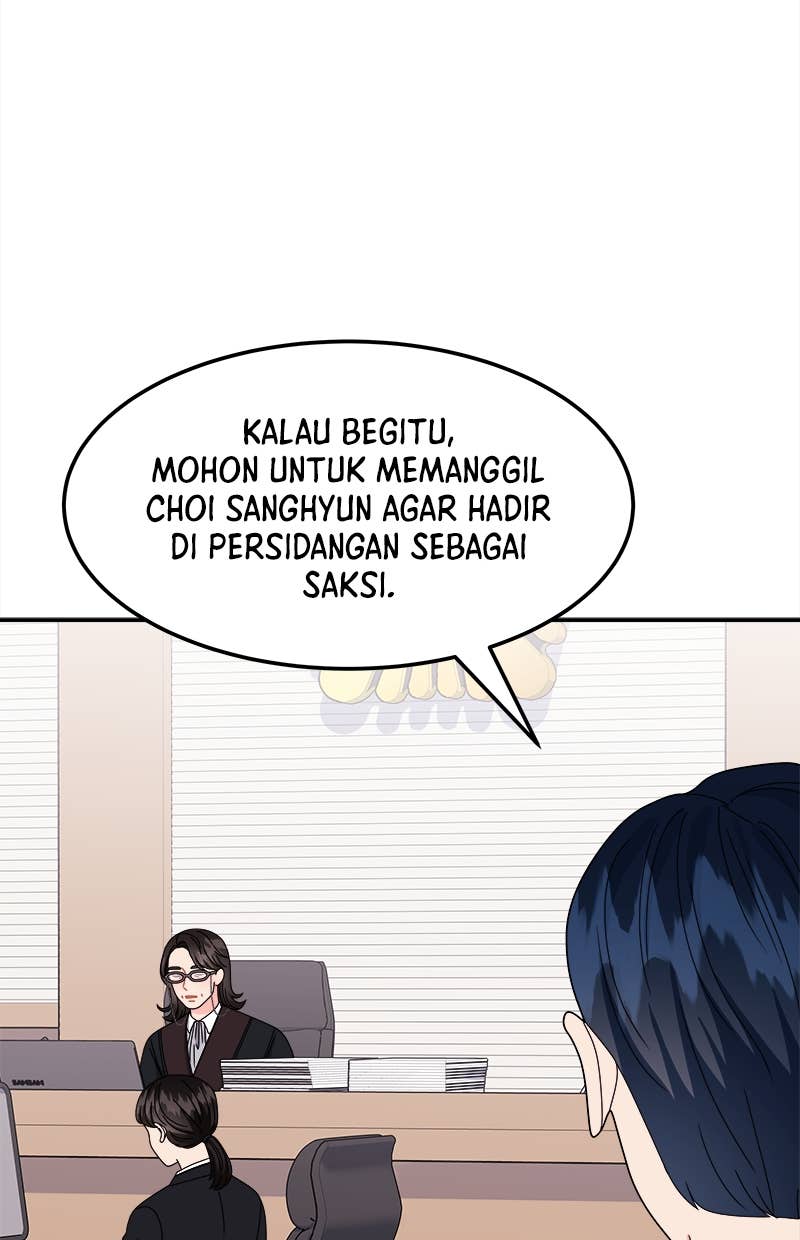 KALAU BEGITU,
MOHON UNTUK MEMANGGIL
CHOI SANGHYUN AGAR HADIR
DI PERSIDANGAN SEBAGAI
SAKSI.